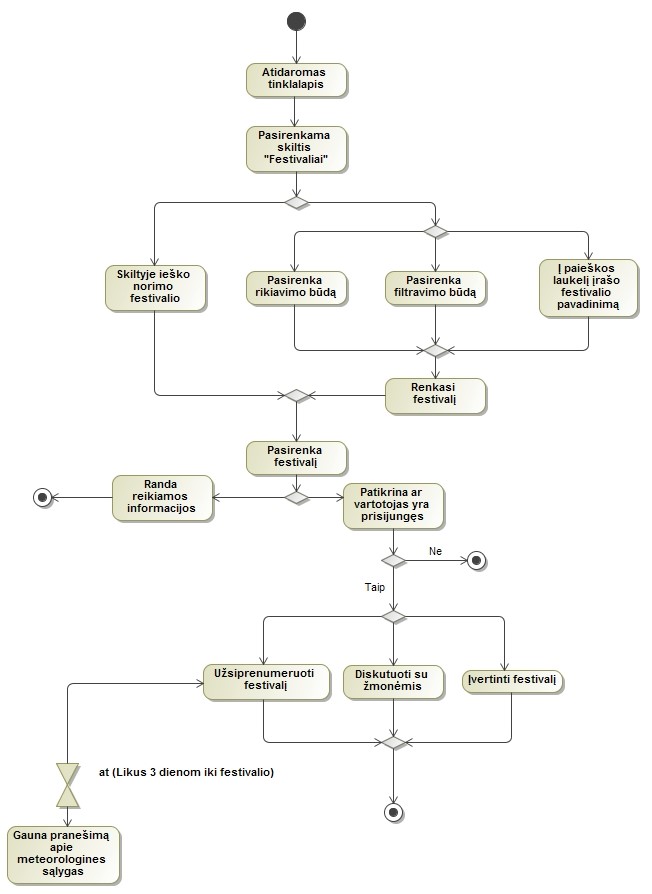 Atidaromas
tinklalapis
Pasirenkama
skiltis
"Festivaliai"
Skiltyje ieško
norimo
festivalio
Pasirenka
rikiavimo būdą
Pasirenka
filtravimo būdą
Į paieškos
laukelį įrašo
festivalio
pavadinimą
Renkasi
festivalį
Pasirenka
festivalį
Randa
reikiamos
informacijos
Patikrina ar
vartotojas yra
prisijungęs
Ne
Taip
Užsiprenumeruoti
festivalį
Diskutuoti su
žmonėmis
Įvertinti festivalį
at (Likus 3 dienom iki festivalio)
Gauna pranešimą
apie
meteorologines
sąlygas